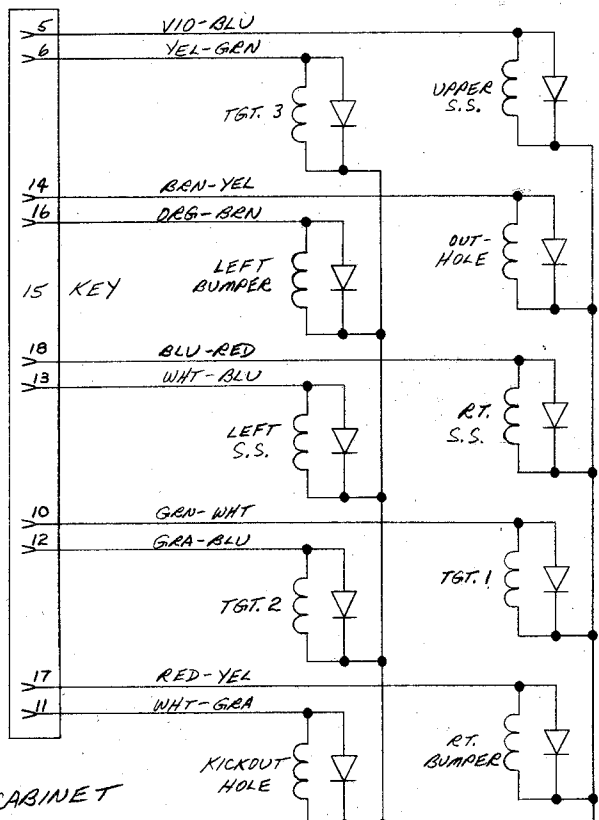 5 VIO-BLU
6 YEL-GRN
TGT. 3
UPPER
S.S.
14 BRN-YEL
16 ORG-BRN
LEFT
BUMPER
OUT-
HOLE
15 KEY
18 BLU-RED
13 WHT-BLU
LEFT
S.S.
RT.
S.S.
10 GRN-WHT
12 GRA-BLU
TGT. 2
TGT. 1
17 RED-YEL
11 WHT-GRA
KICKOUT
HOLE
RT.
BUMPER
CABINET